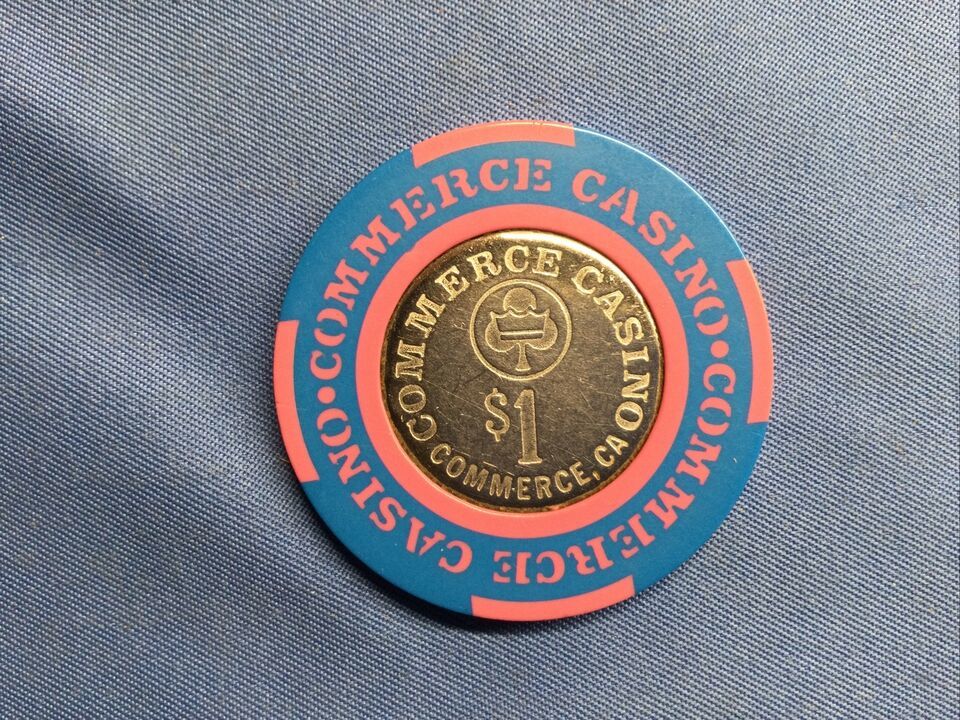 COMMERCE CASINO • COMMERCE CASINO •
COMMERCE CASINO
$1
COMMERCE, CA